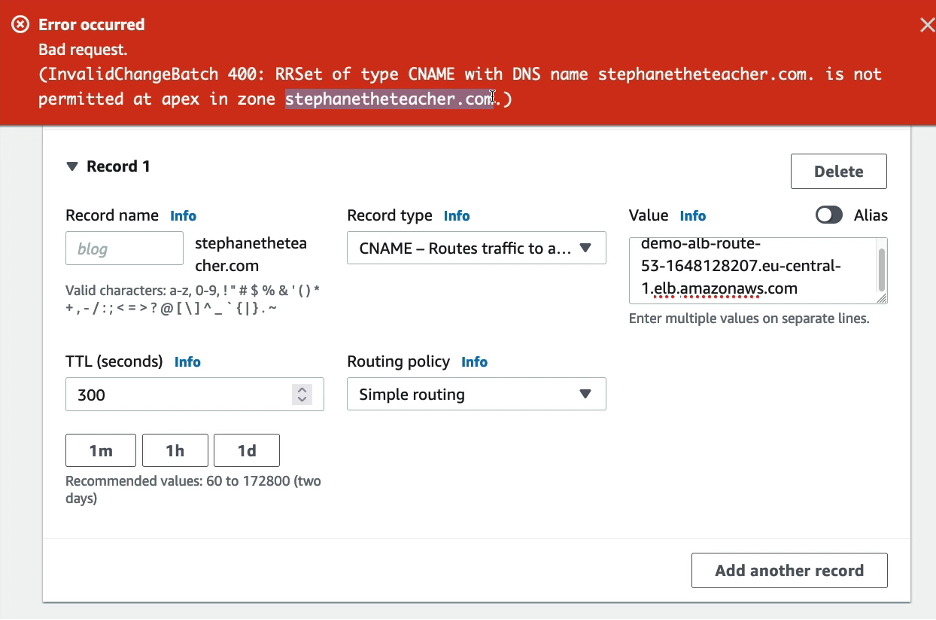 Error occurred
Bad request.
(InvalidChangeBatch 400: RRSet of type CNAME with DNS name stephanetheteacher.com. is not
permitted at apex in zone stephanetheteacher.com.)
Record 1
Delete
Record name Info
blog
stephanethetea
cher.com
Valid characters: a-z, 0-9, ! " # $ % & ' ( ) *
+ , - / : ; < = > ? @ [ \ ] ^ _ ` { | } . ~
Record type Info
CNAME – Routes traffic to a...
Value Info
Alias
demo-alb-route-
53-1648128207.eu-central-
1.elb.amazonaws.com
Enter multiple values on separate lines.
TTL (seconds) Info
300
1m 1h 1d
Recommended values: 60 to 172800 (two
days)
Routing policy Info
Simple routing
Add another record